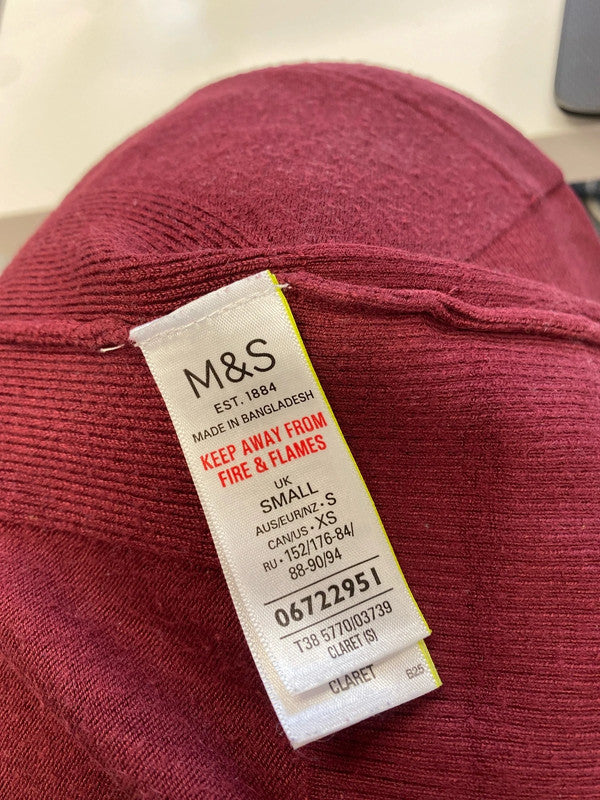 M&S
EST. 1884
MADE IN BANGLADESH
KEEP AWAY FROM
FIRE & FLAMES
UK
SMALL
AUS/EUR/NZ • S
CAN/US • XS
RU • 152/176-84/
88-90/94
06722951
T38 5770/03739
CLARET (S)
CLARET
B25